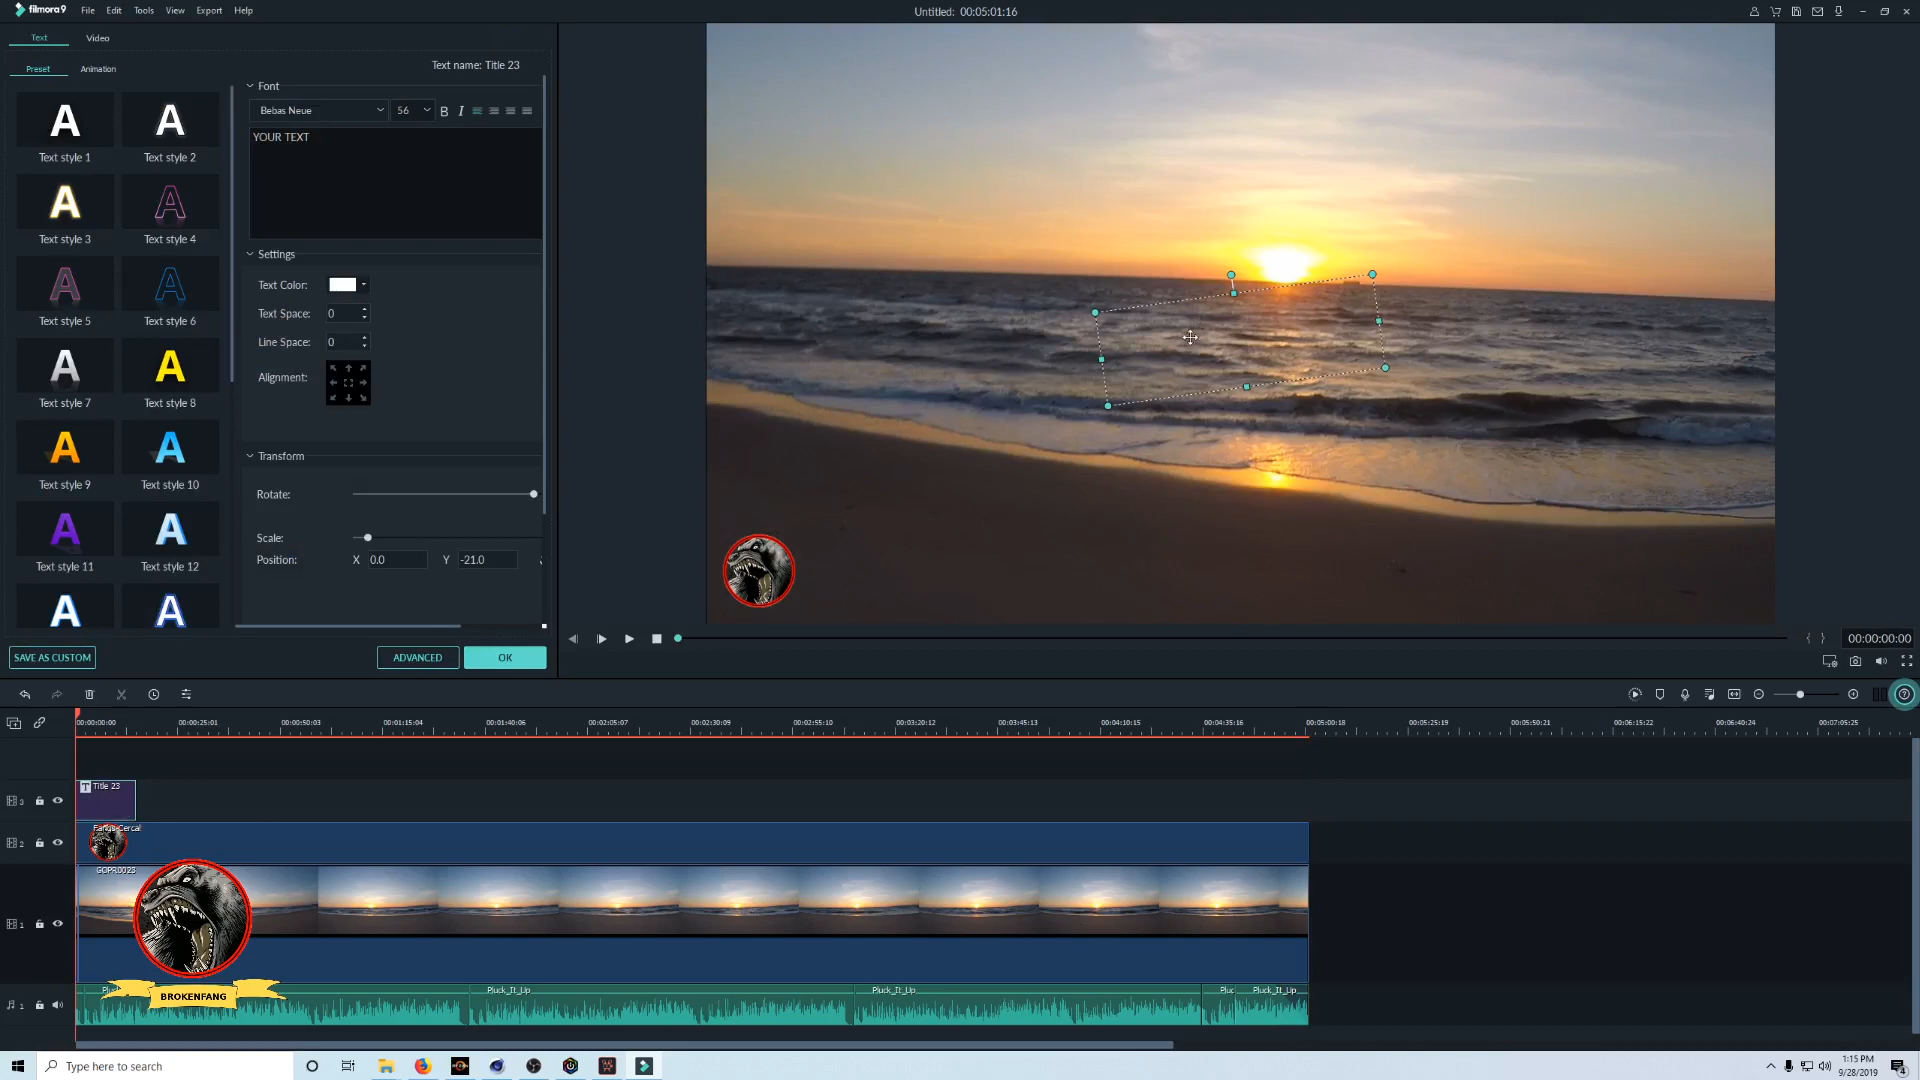 filmora9 File Edit Tools View Export Help Untitled: 00:05:01:16
Text Video
Preset Animation Text name: Title 23
Font
Bebas Neue 56 B I
YOUR TEXT
A A
Text style 1 Text style 2
A A
Text style 3 Text style 4
A A
Text style 5 Text style 6
A A
Text style 7 Text style 8
A A
Text style 9 Text style 10
A A
Text style 11 Text style 12
A A
Settings
Text Color:
Text Space: 0
Line Space: 0
Alignment:
Transform
Rotate:
Scale:
Position: X 0.0 Y -21.0
SAVE AS CUSTOM ADVANCED OK
{ } 00:00:00:00
00:00:00:00 00:00:25:01 00:00:50:03 00:01:15:04 00:01:40:06 00:02:05:07 00:02:30:09 00:02:55:10 00:03:20:12 00:03:45:13 00:04:10:15 00:04:35:16 00:05:00:18 00:05:25:19 00:05:50:21 00:06:15:22 00:06:40:24 00:07:05:25
3 T Title 23
2
1 GOPR0023
BROKENFANG
1 Pluck_It_Up Pluck_It_Up Pluc Pluck_It_Up
Type here to search
1:15 PM
9/28/2019
4